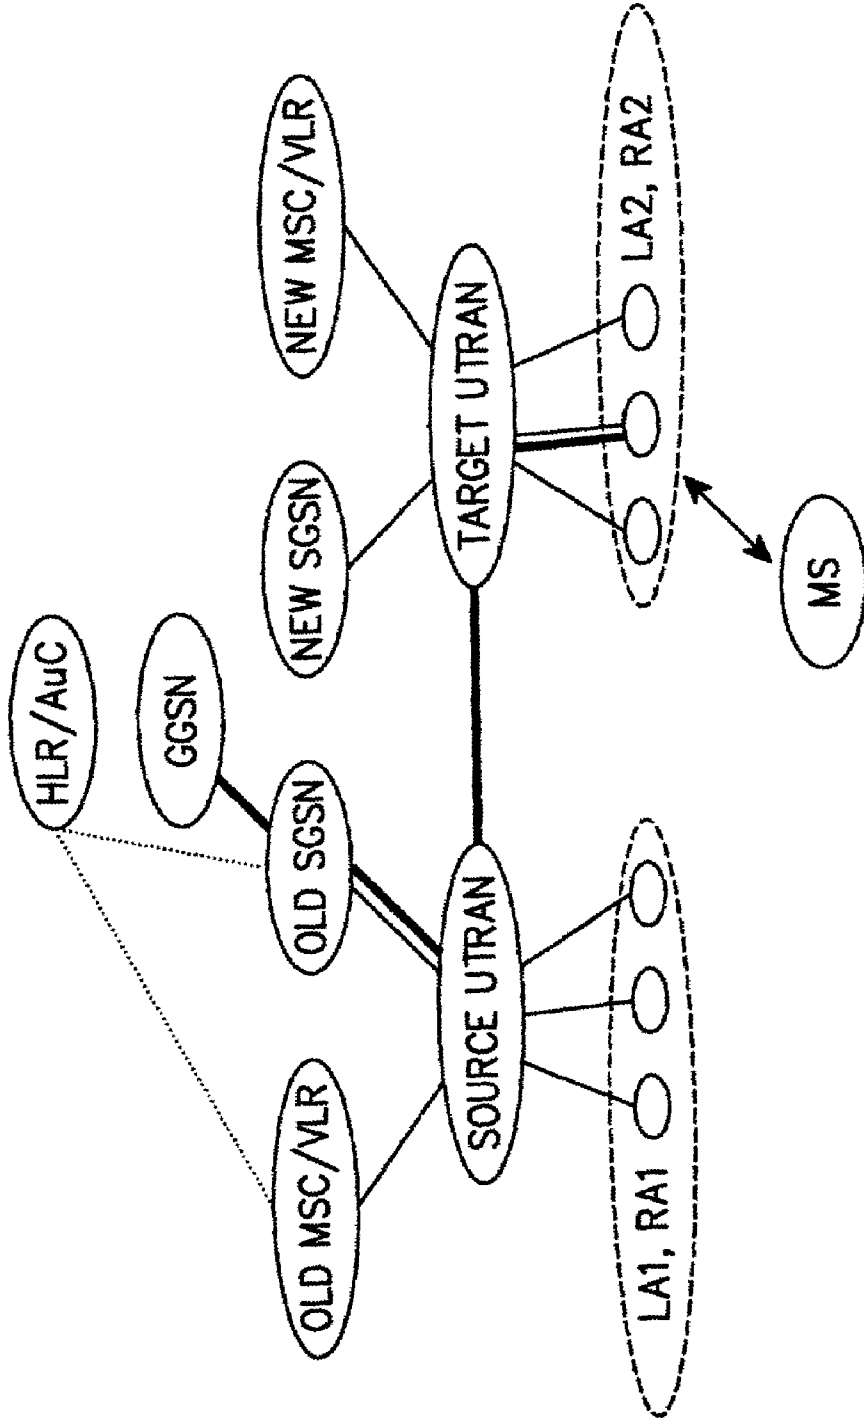 HLR/AuC
GGSN
OLD MSC/VLR
OLD SGSN
NEW SGSN
NEW MSC/VLR
SOURCE UTRAN
TARGET UTRAN
LA1, RA1
LA2, RA2
MS